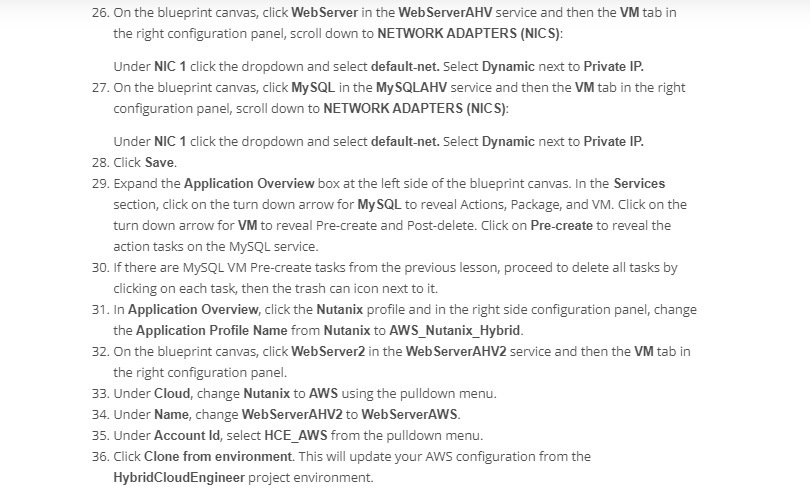 26. On the blueprint canvas, click WebServer in the WebServerAHV service and then the VM tab in
the right configuration panel, scroll down to NETWORK ADAPTERS (NICS):
Under NIC 1 click the dropdown and select default-net. Select Dynamic next to Private IP.
27. On the blueprint canvas, click MySQL in the MySQLAHV service and then the VM tab in the right
configuration panel, scroll down to NETWORK ADAPTERS (NICS):
Under NIC 1 click the dropdown and select default-net. Select Dynamic next to Private IP.
28. Click Save.
29. Expand the Application Overview box at the left side of the blueprint canvas. In the Services
section, click on the turn down arrow for MySQL to reveal Actions, Package, and VM. Click on the
turn down arrow for VM to reveal Pre-create and Post-delete. Click on Pre-create to reveal the
action tasks on the MySQL service.
30. If there are MySQL VM Pre-create tasks from the previous lesson, proceed to delete all tasks by
clicking on each task, then the trash can icon next to it.
31. In Application Overview, click the Nutanix profile and in the right side configuration panel, change
the Application Profile Name from Nutanix to AWS_Nutanix_Hybrid.
32. On the blueprint canvas, click WebServer2 in the WebServerAHV2 service and then the VM tab in
the right configuration panel.
33. Under Cloud, change Nutanix to AWS using the pulldown menu.
34. Under Name, change WebServerAHV2 to WebServerAWS.
35. Under Account Id, select HCE_AWS from the pulldown menu.
36. Click Clone from environment. This will update your AWS configuration from the
HybridCloudEngineer project environment.